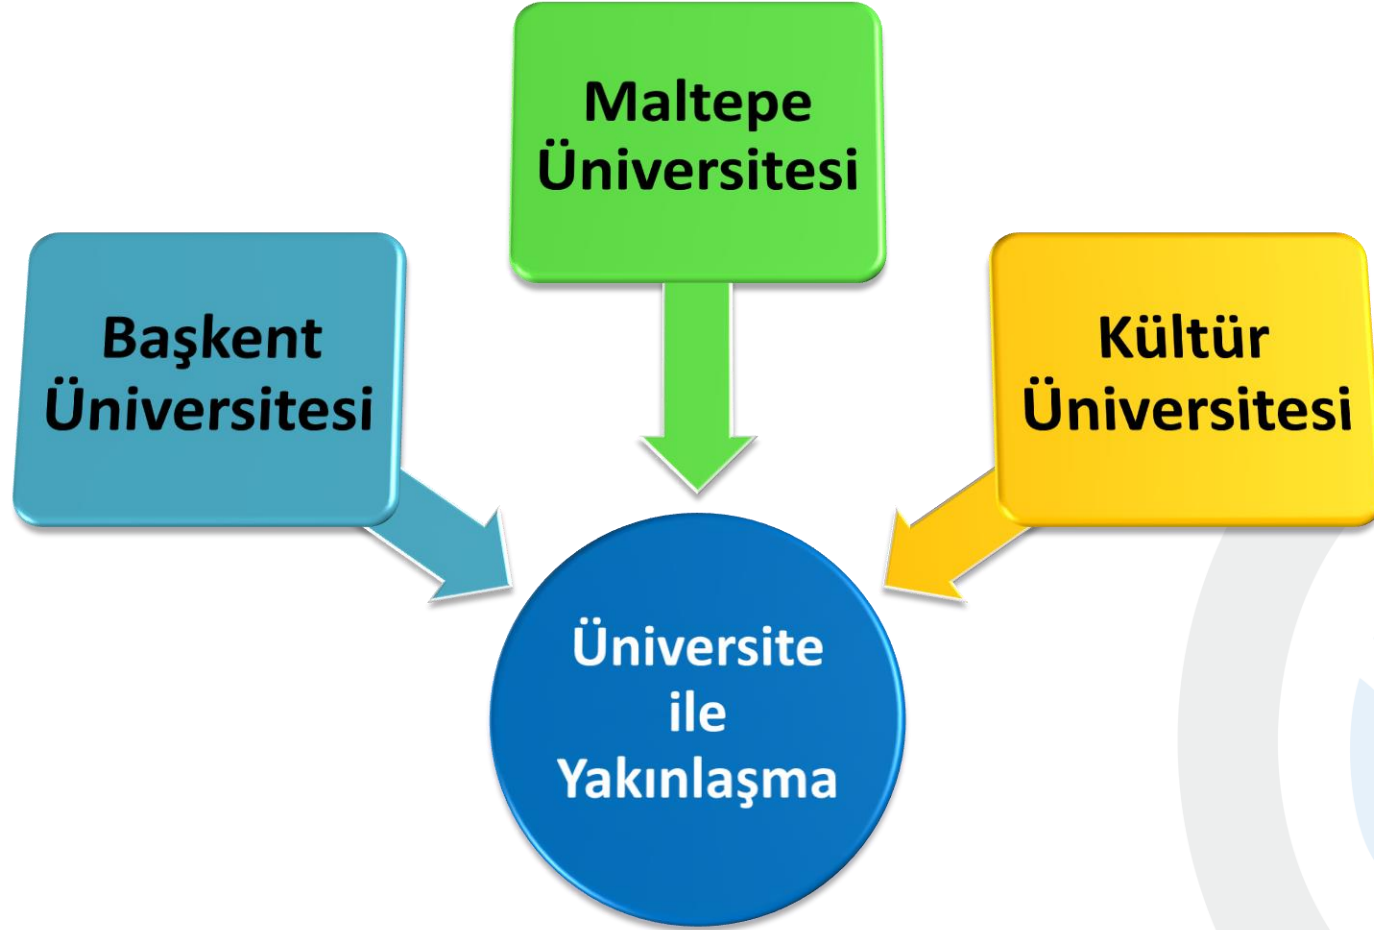 Maltepe
Üniversitesi
Başkent
Üniversitesi
Kültür
Üniversitesi
Üniversite
ile
Yakınlaşma